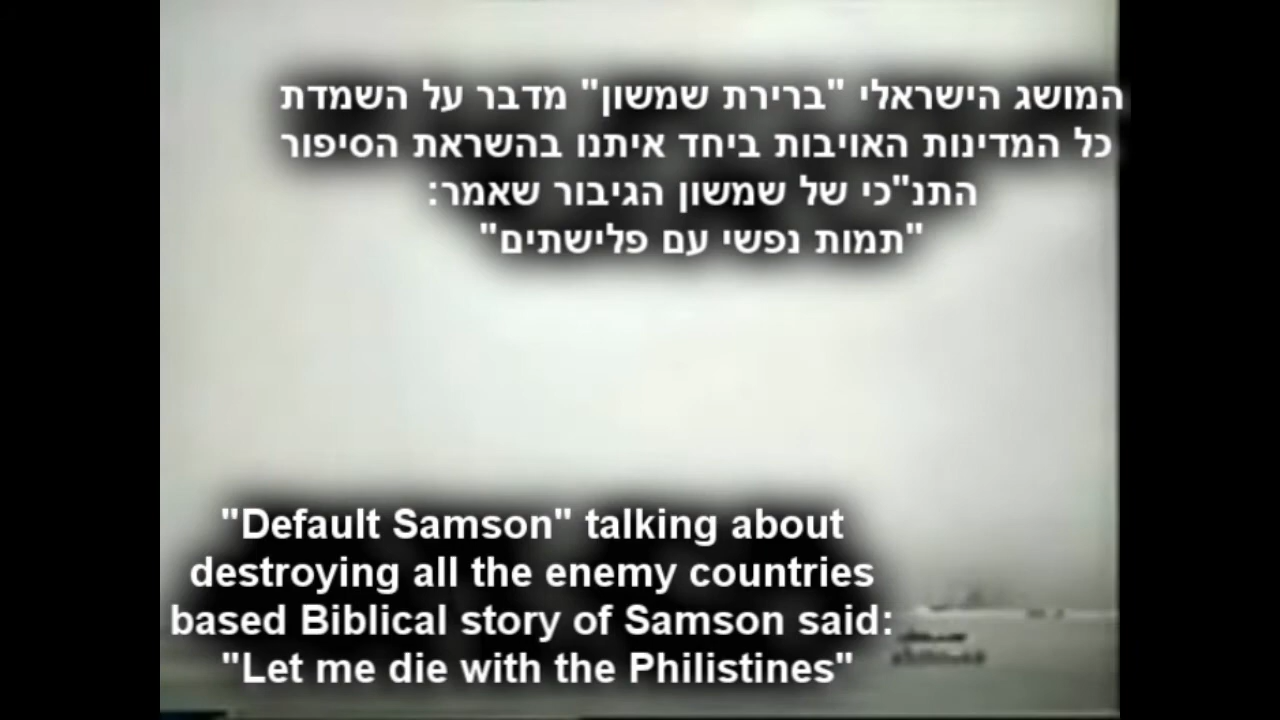 המושג הישראלי "ברירת שמשון" מדבר על השמדת
כל המדינות האויבות ביחד איתנו בהשראת הסיפור
התנ"כי של שמשון הגיבור שאמר:
"תמות נפשי עם פלישתים"
"Default Samson" talking about
destroying all the enemy countries
based Biblical story of Samson said:
"Let me die with the Philistines"